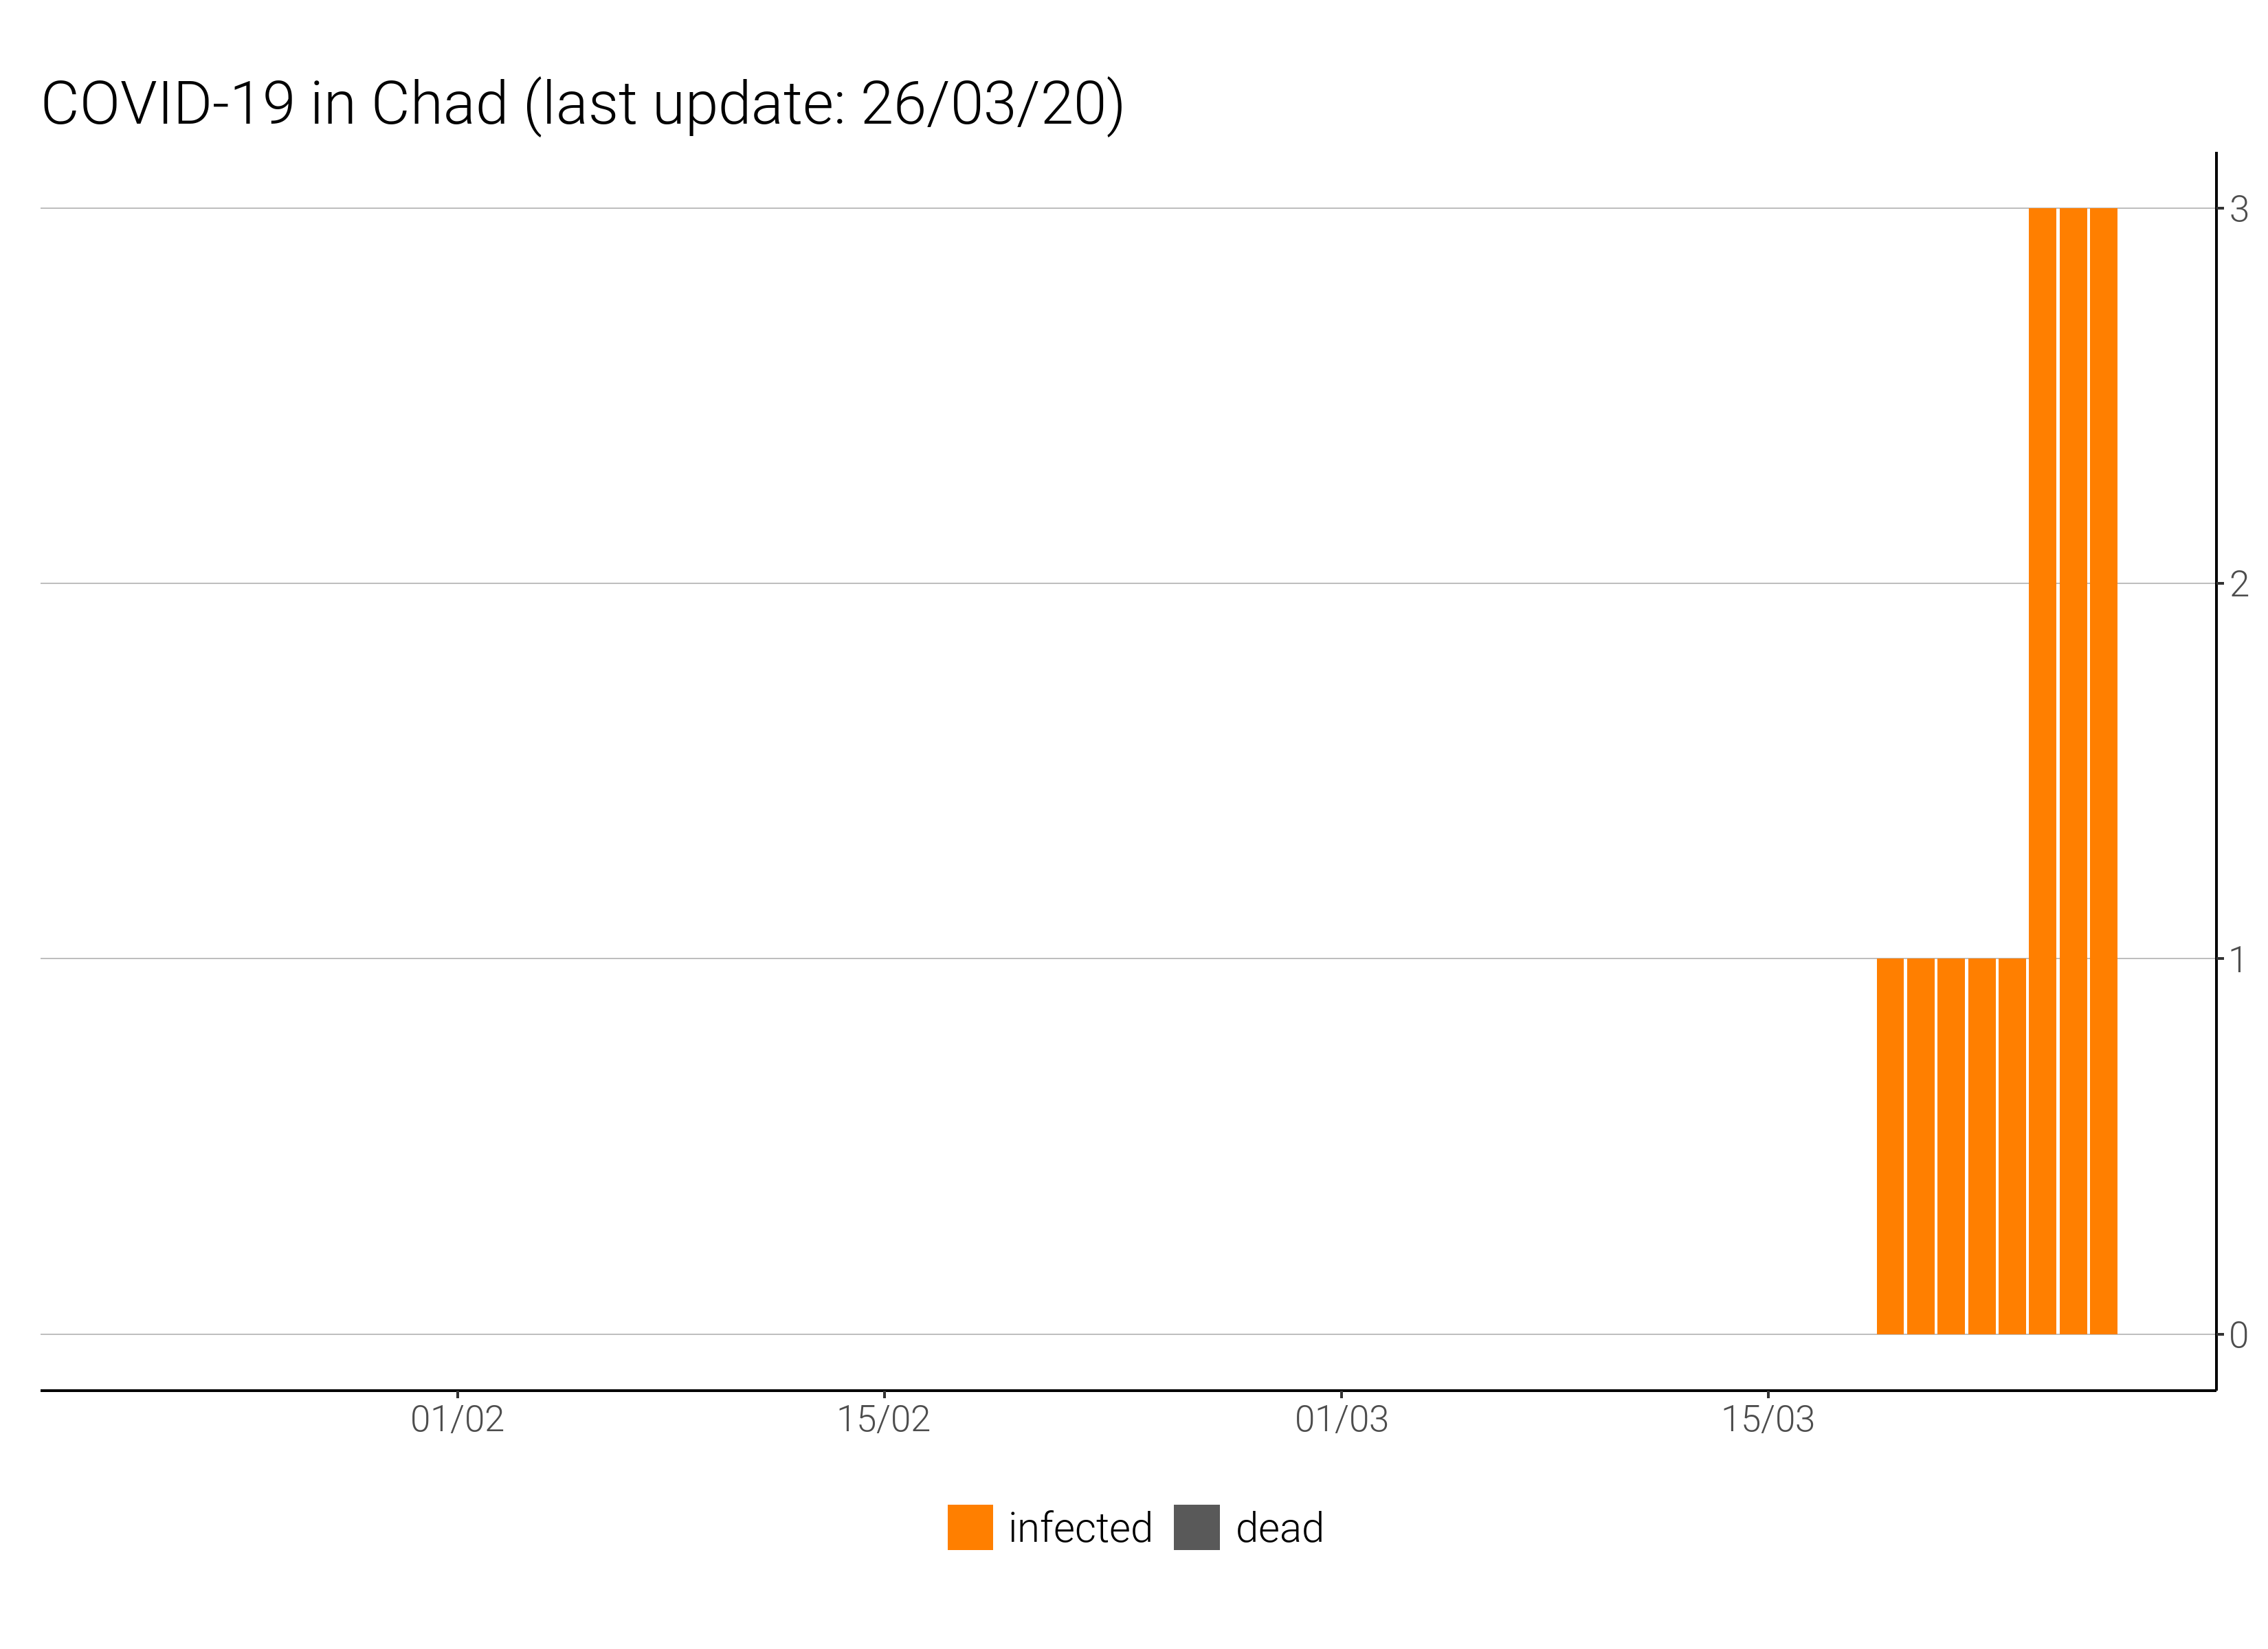 COVID-19 in Chad (last update: 26/03/20)
3
2
1
0
01/02 15/02 01/03 15/03
infected dead